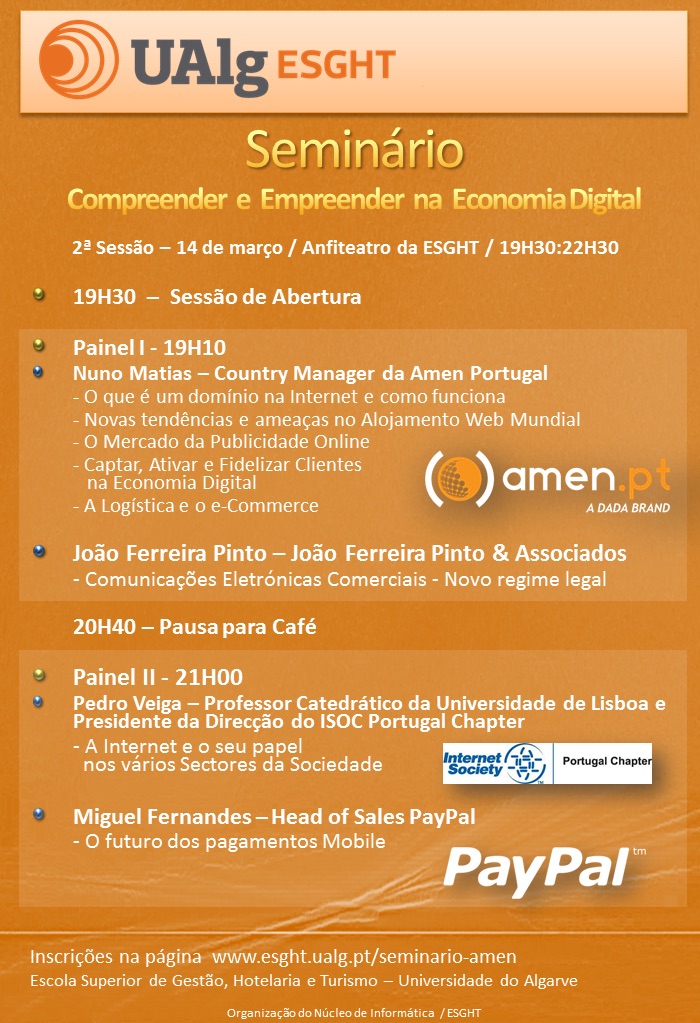 UAlg ESGHT
Seminário
Compreender e Empreender na Economia Digital
2ª Sessão – 14 de março / Anfiteatro da ESGHT / 19H30:22H30
19H30 – Sessão de Abertura
Painel I - 19H10
Nuno Matias – Country Manager da Amen Portugal
- O que é um domínio na Internet e como funciona
- Novas tendências e ameaças no Alojamento Web Mundial
- O Mercado da Publicidade Online
- Captar, Ativar e Fidelizar Clientes
na Economia Digital
- A Logística e o e-Commerce
amen.pt
A DADA BRAND
João Ferreira Pinto – João Ferreira Pinto & Associados
- Comunicações Eletrónicas Comerciais - Novo regime legal
20H40 – Pausa para Café
Painel II - 21H00
Pedro Veiga – Professor Catedrático da Universidade de Lisboa e
Presidente da Direcção do ISOC Portugal Chapter
- A Internet e o seu papel
nos vários Sectores da Sociedade
Internet
Society
TM
Portugal Chapter
Miguel Fernandes – Head of Sales PayPal
- O futuro dos pagamentos Mobile
PayPal tm
Inscrições na página www.esght.ualg.pt/seminario-amen
Escola Superior de Gestão, Hotelaria e Turismo – Universidade do Algarve
Organização do Núcleo de Informática / ESGHT